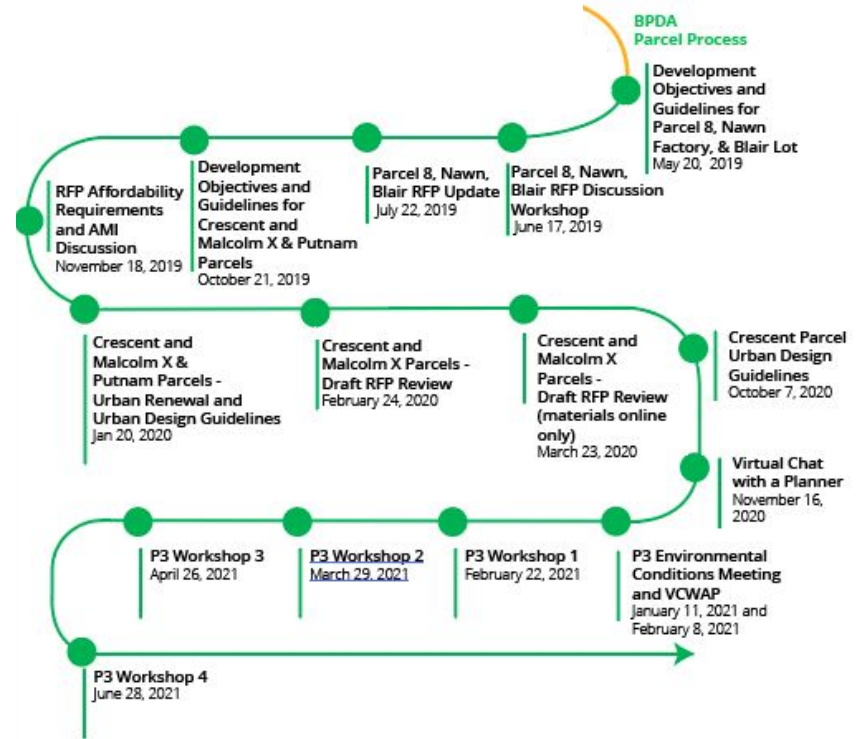 BPDA
Parcel Process
Development
Objectives and
Guidelines for
Parcel 8, Nawn
Factory, & Blair Lot
May 20, 2019
Parcel 8, Nawn,
Blair RFP Discussion
Workshop
June 17, 2019
Parcel 8, Nawn,
Blair RFP Update
July 22, 2019
Development
Objectives and
Guidelines for
Crescent and
Malcolm X & Putnam
Parcels
October 21, 2019
RFP Affordability
Requirements
and AMI
Discussion
November 18, 2019
Crescent and
Malcolm X &
Putnam Parcels -
Urban Renewal and
Urban Design Guidelines
Jan 20, 2020
Crescent and
Malcolm X Parcels -
Draft RFP Review
February 24, 2020
Crescent and
Malcolm X
Parcels -
Draft RFP Review
(materials online
only)
March 23, 2020
Crescent Parcel
Urban Design
Guidelines
October 7, 2020
Virtual Chat
with a Planner
November 16,
2020
P3 Environmental
Conditions Meeting
and VCWAP
January 11, 2021 and
February 8, 2021
P3 Workshop 1
February 22, 2021
P3 Workshop 2
March 29, 2021
P3 Workshop 3
April 26, 2021
P3 Workshop 4
June 28, 2021